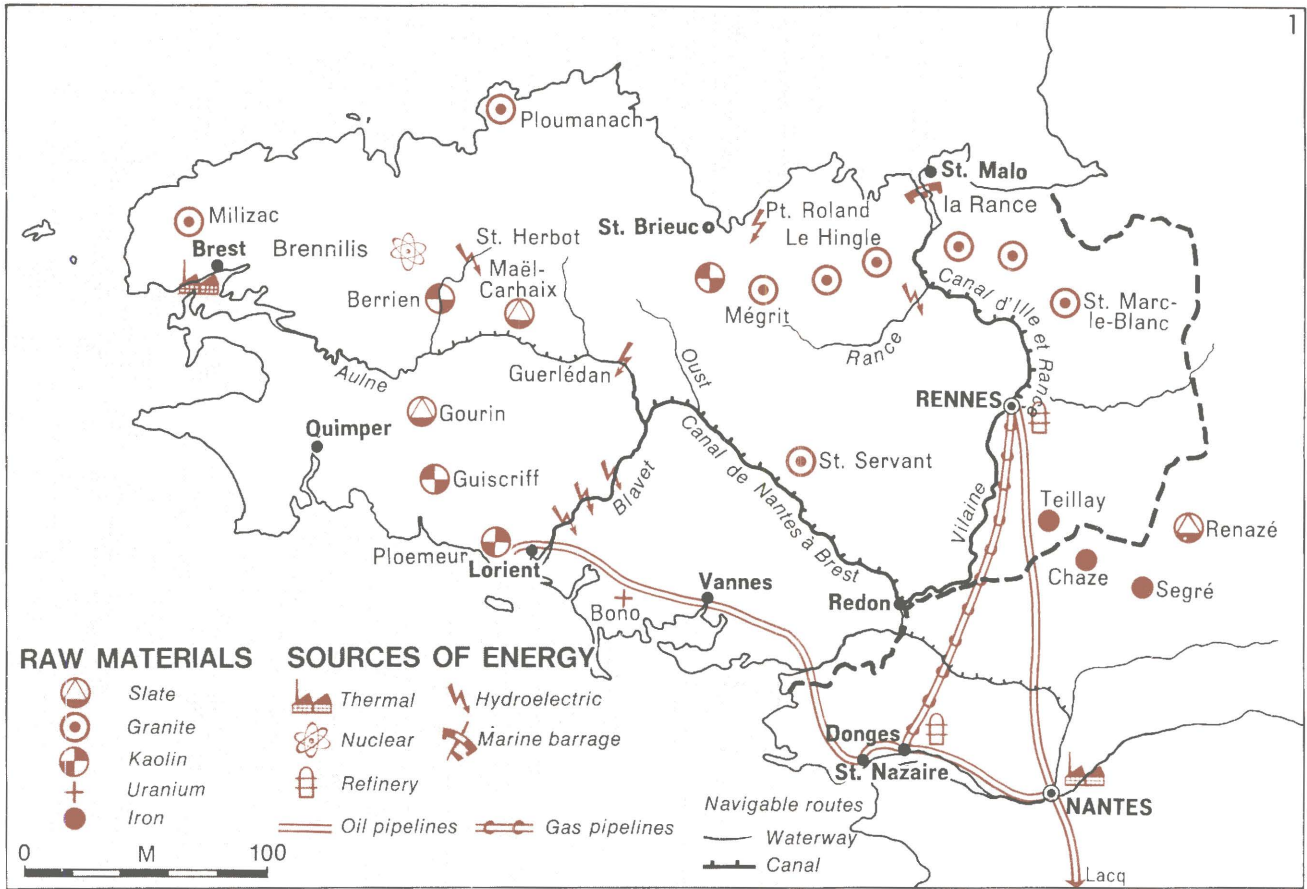 1
Ploumanach
St. Malo
la Rance
Milizac
Brest
Brennilis
St. Herbot
St. Brieuc
Pt. Roland
Le Hingle
Maël-
Carhaix
Berrien
Mégrit
Canal d'Ille et Rance
St. Marc-
le-Blanc
Rance
Aulne
Guerlédan
Oust
RENNES
Gourin
Quimper
Canal de Nantes à Brest
St. Servant
Guiscriff
Blavet
Vilaine
Teillay
Renazé
Ploemeur
Lorient
Chaze
Segré
Vannes
Bono
Redon
Donges
St. Nazaire
NANTES
Lacq
RAW MATERIALS
Slate
Granite
Kaolin
Uranium
Iron
SOURCES OF ENERGY
Thermal
Hydroelectric
Nuclear
Marine barrage
Refinery
Oil pipelines
Gas pipelines
Navigable routes
Waterway
Canal
0 M 100